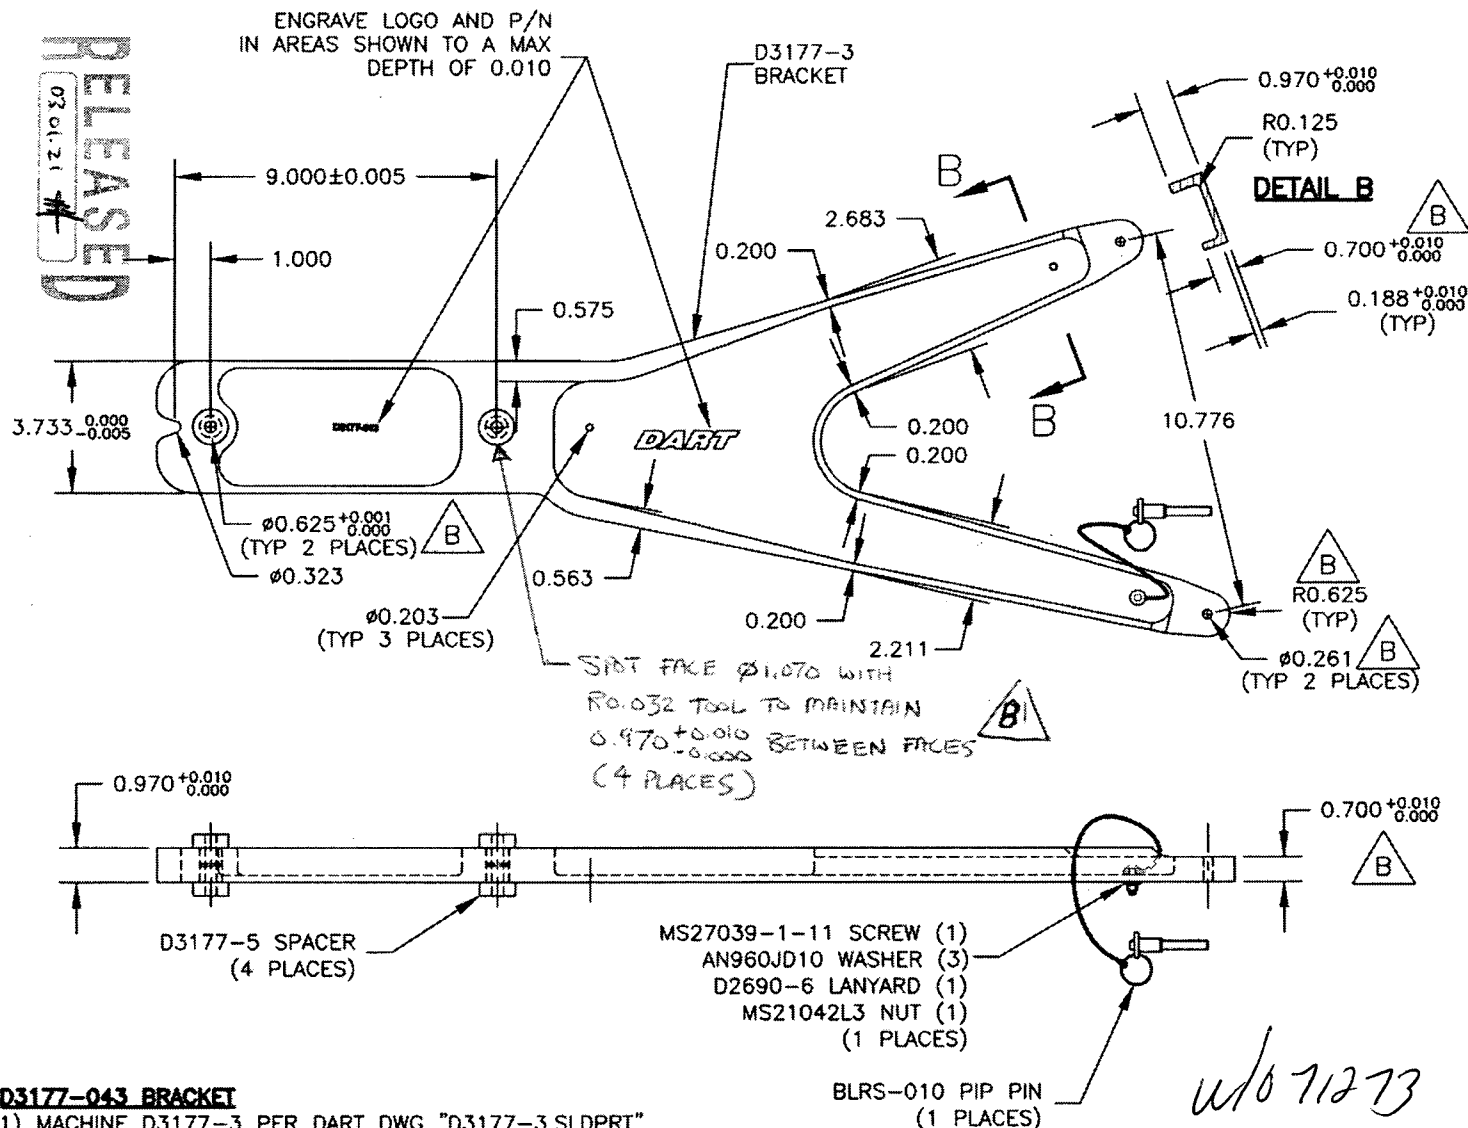 ENGRAVE LOGO AND P/N
IN AREAS SHOWN TO A MAX
DEPTH OF 0.010
D3177-3
BRACKET
RELEASED
0.970 +0.010 0.000
R0.125
(TYP)
DETAIL B
B
9.000±0.005
B
2.683
0.200
0.700 +0.010 0.000
1.000
0.188 +0.010 0.000
(TYP)
0.575
3.733 0.000 -0.005
DART
0.200
B
10.776
0.200
ø0.625 +0.001 0.000
(TYP 2 PLACES)
B
ø0.323
0.563
B
R0.625
(TYP)
ø0.203
(TYP 3 PLACES)
0.200
2.211
ø0.261
(TYP 2 PLACES)
B
SPOT FACE ø1.070 WITH
R0.032 TOOL TO MAINTAIN
0.970 +0.010 -0.000 BETWEEN FACES
(4 PLACES)
B1
0.970 +0.010 0.000
0.700 +0.010 0.000
B
D3177-5 SPACER
(4 PLACES)
MS27039-1-11 SCREW (1)
AN960JD10 WASHER (3)
D2690-6 LANYARD (1)
MS21042L3 NUT (1)
(1 PLACES)
BLRS-010 PIP PIN
(1 PLACES)
W/O 71273
D3177-043 BRACKET
1) MACHINE D3177-3 PER DART DWG "D3177-3.SLDPRT"